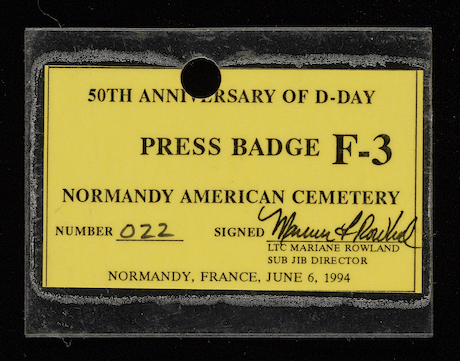 50TH ANNIVERSARY OF D-DAY
PRESS BADGE F-3
NORMANDY AMERICAN CEMETERY
NUMBER 022 SIGNED Mariane L Rowland
LTC MARIANE ROWLAND
SUB JIB DIRECTOR
NORMANDY, FRANCE, JUNE 6, 1994